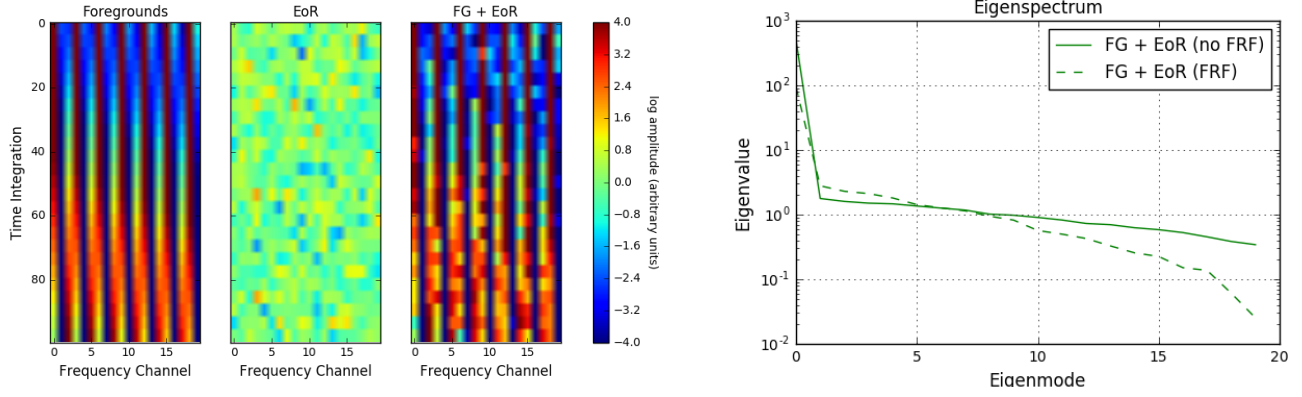 Foregrounds
EoR
FG + EoR
0
20
40
60
80
Time Integration
0 5 10 15
0 5 10 15
0 5 10 15
Frequency Channel
Frequency Channel
Frequency Channel
4.0
3.2
2.4
1.6
0.8
0.0
−0.8
−1.6
−2.4
−3.2
−4.0
log amplitude (arbitrary units)
Eigenspectrum
FG + EoR (no FRF)
FG + EoR (FRF)
10^3
10^2
10^1
10^0
10^-1
10^-2
Eigenvalue
0 5 10 15 20
Eigenmode